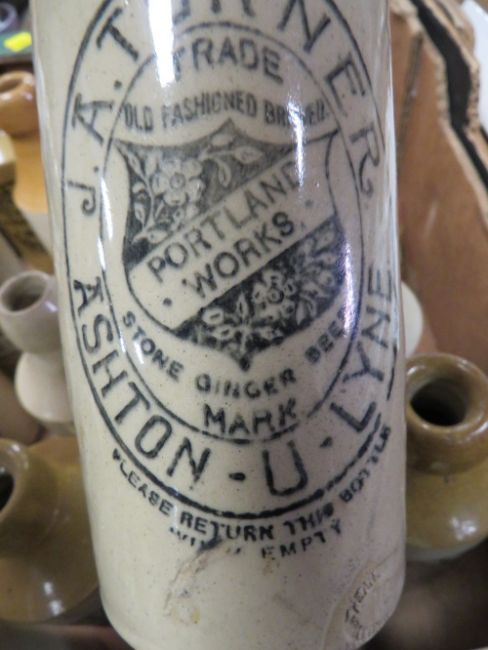 J. A. TURNER
TRADE
OLD FASHIONED BREWED
PORTLAND
WORKS
STONE GINGER BEER
MARK
ASHTON - U - LYNE
PLEASE RETURN THIS BOTTLE
WHEN EMPTY